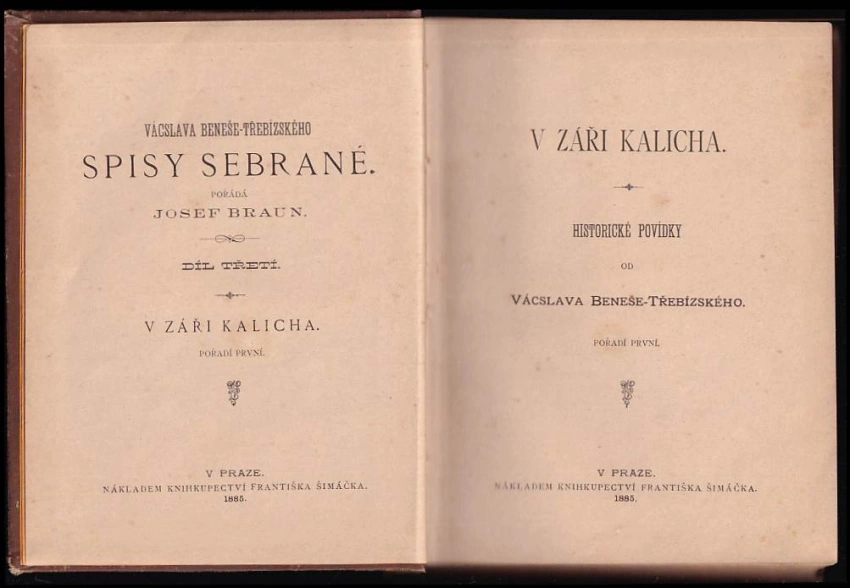 VÁCSLAVA BENEŠE-TŘEBÍZSKÉHO
SPISY SEBRANÉ.
POŘÁDÁ
JOSEF BRAUN.
DÍL TŘETÍ.
V ZÁŘI KALICHA.
POŘADÍ PRVNÍ.
V PRAZE.
NÁKLADEM KNIHKUPECTVÍ FRANTIŠKA ŠIMÁČKA.
1885.
V ZÁŘI KALICHA.
HISTORICKÉ POVÍDKY
OD
VÁCSLAVA BENEŠE-TŘEBÍZSKÉHO.
POŘADÍ PRVNÍ.
V PRAZE.
NÁKLADEM KNIHKUPECTVÍ FRANTIŠKA ŠIMÁČKA.
1885.